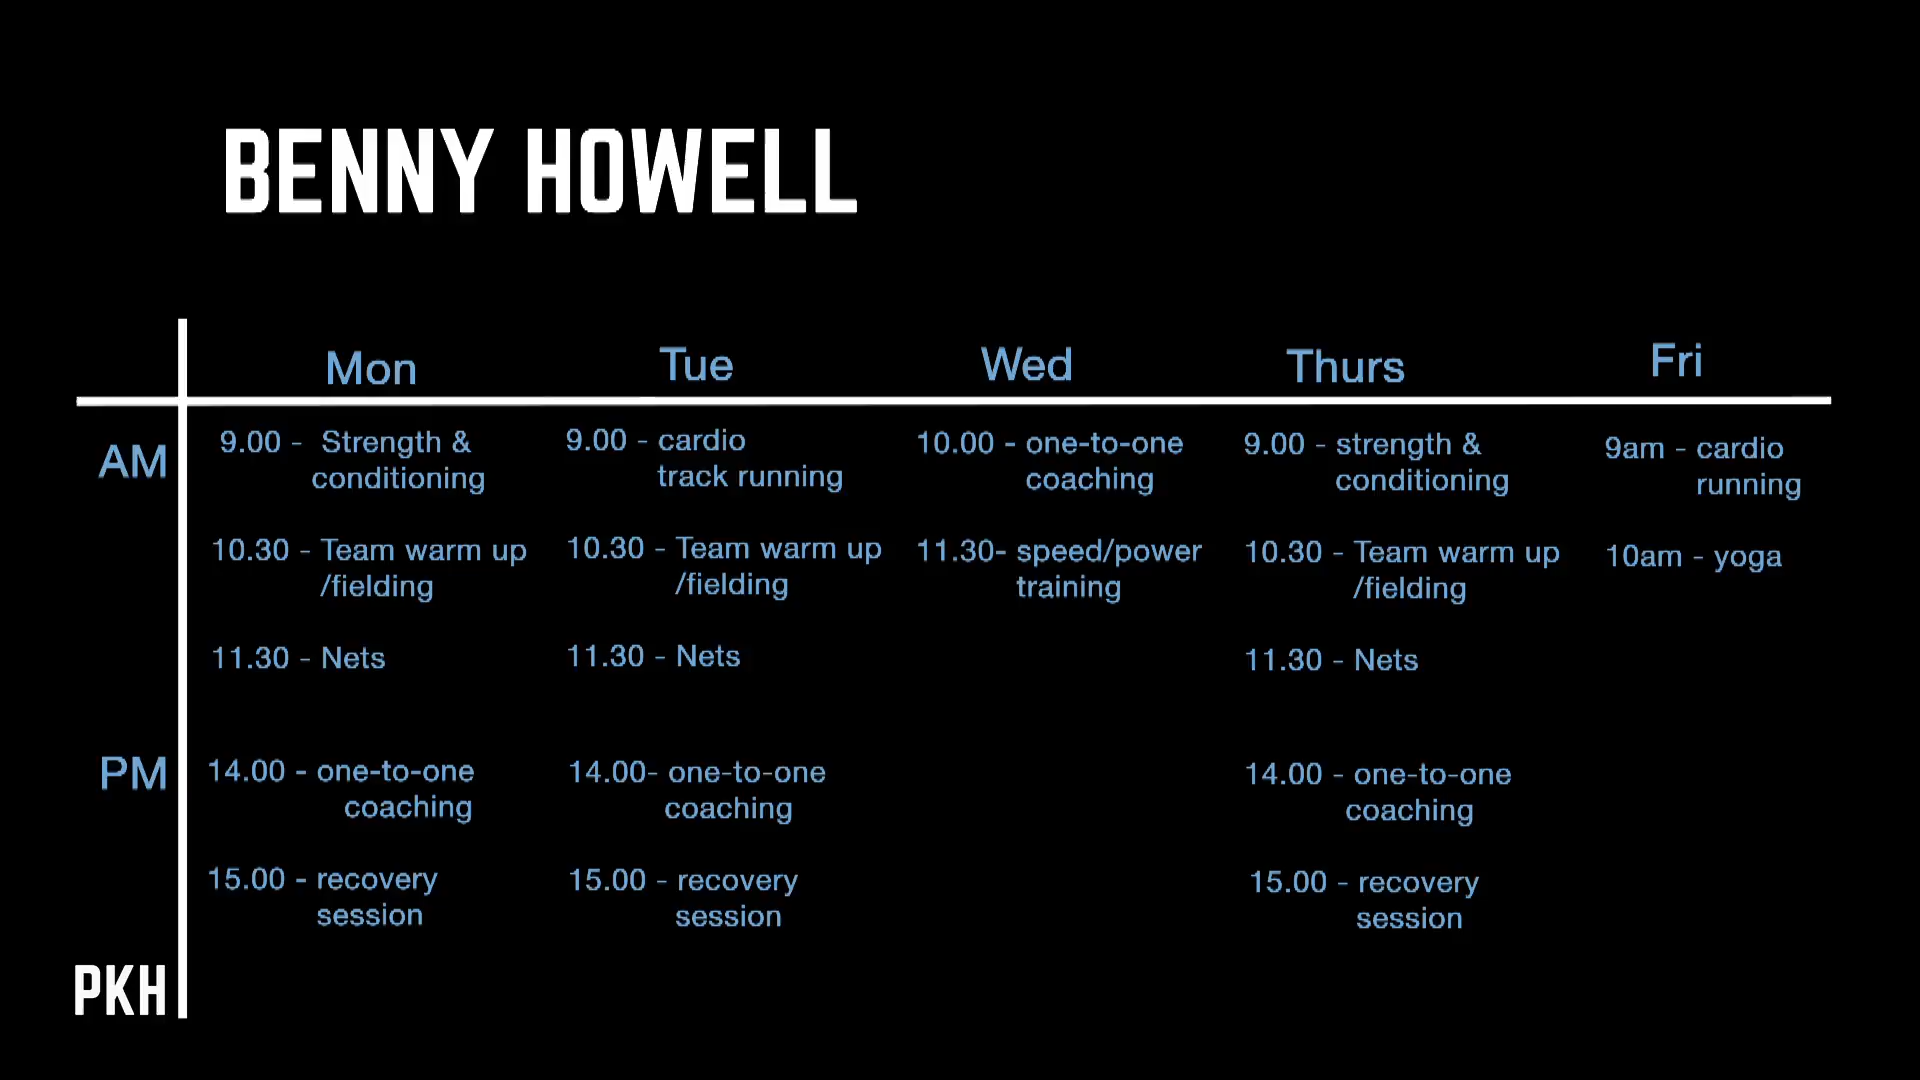 BENNY HOWELL
Mon
Tue
Wed
Thurs
Fri
AM
9.00 - Strength &
conditioning
10.30 - Team warm up
/fielding
11.30 - Nets
9.00 - cardio
track running
10.30 - Team warm up
/fielding
11.30 - Nets
10.00 - one-to-one
coaching
11.30- speed/power
training
9.00 - strength &
conditioning
10.30 - Team warm up
/fielding
11.30 - Nets
9am - cardio
running
10am - yoga
PM
14.00 - one-to-one
coaching
15.00 - recovery
session
14.00- one-to-one
coaching
15.00 - recovery
session
14.00 - one-to-one
coaching
15.00 - recovery
session
PKH